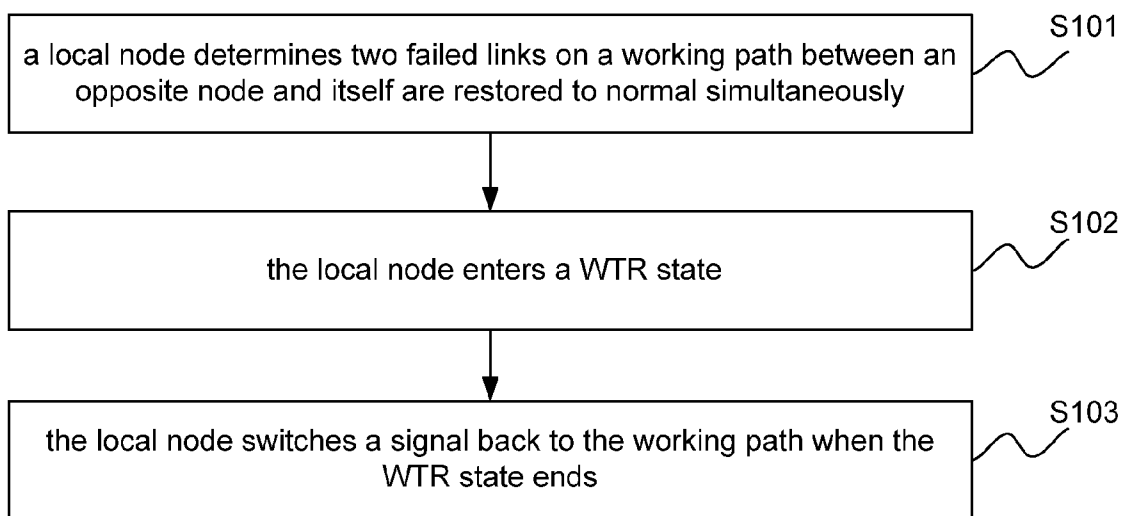 S101
a local node determines two failed links on a working path between an
opposite node and itself are restored to normal simultaneously
S102
the local node enters a WTR state
S103
the local node switches a signal back to the working path when the
WTR state ends